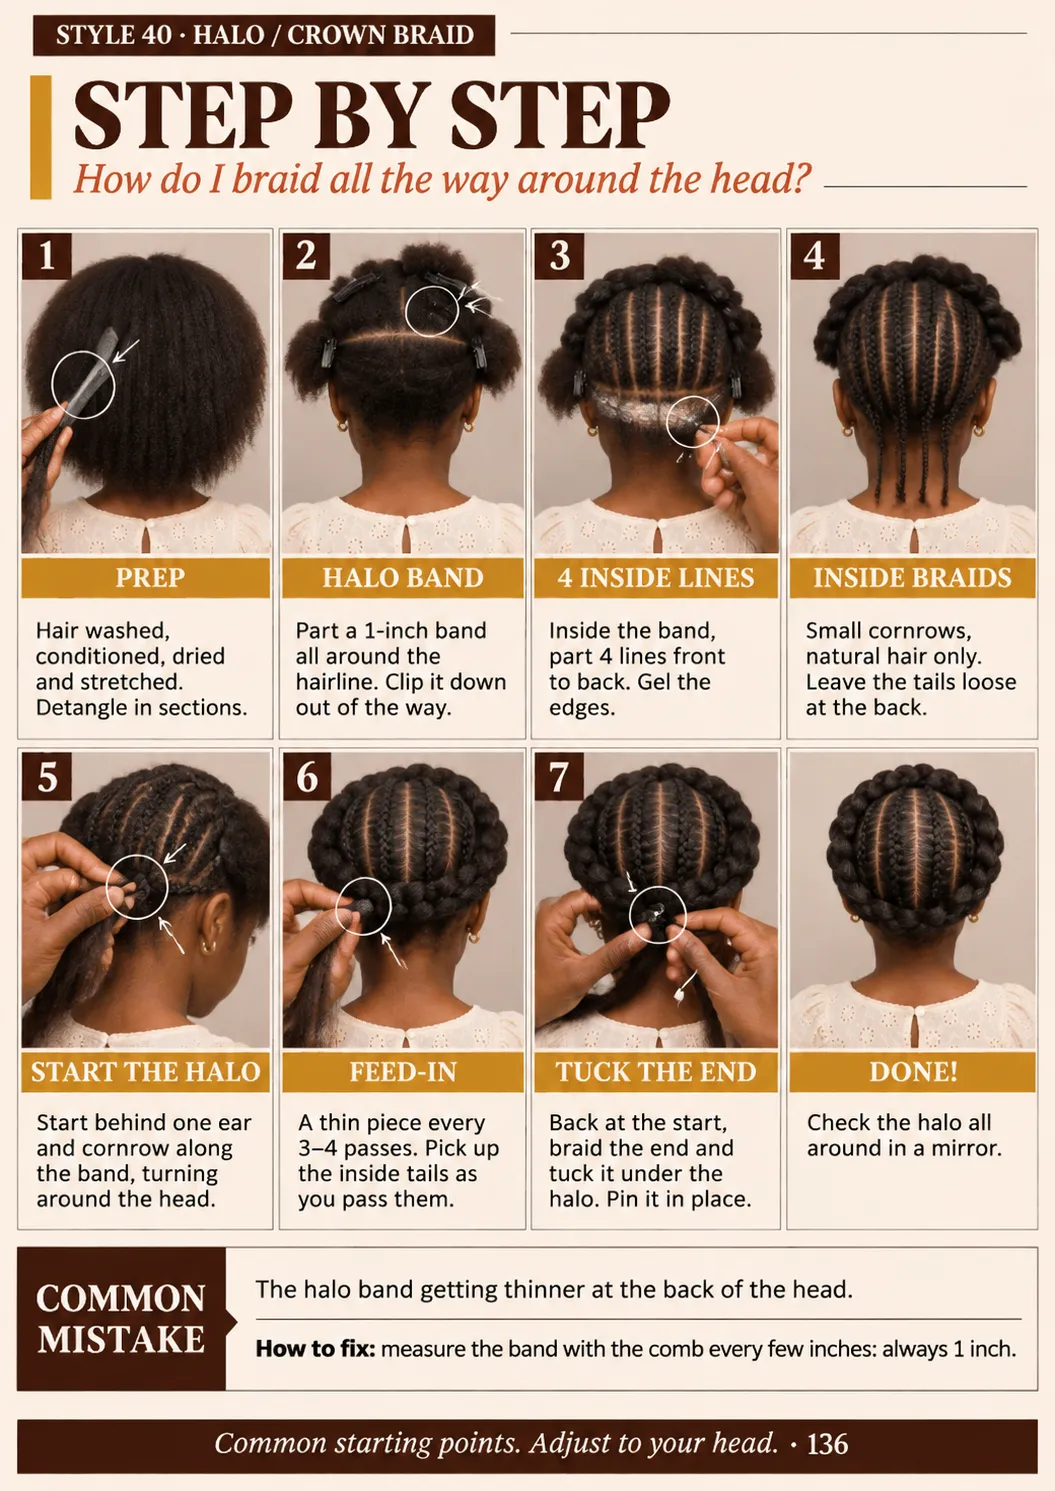 STYLE 40 · HALO / CROWN BRAID
STEP BY STEP
How do I braid all the way around the head?
1
PREP
Hair washed,
conditioned, dried
and stretched.
Detangle in sections.
2
HALO BAND
Part a 1-inch band
all around the
hairline. Clip it down
out of the way.
3
4 INSIDE LINES
Inside the band,
part 4 lines front
to back. Gel the
edges.
4
INSIDE BRAIDS
Small cornrows,
natural hair only.
Leave the tails loose
at the back.
5
START THE HALO
Start behind one ear
and cornrow along
the band, turning
around the head.
6
FEED-IN
A thin piece every
3–4 passes. Pick up
the inside tails as
you pass them.
7
TUCK THE END
Back at the start,
braid the end and
tuck it under the
halo. Pin it in place.
DONE!
Check the halo all
around in a mirror.
COMMON
MISTAKE
The halo band getting thinner at the back of the head.
How to fix: measure the band with the comb every few inches: always 1 inch.
Common starting points. Adjust to your head. · 136